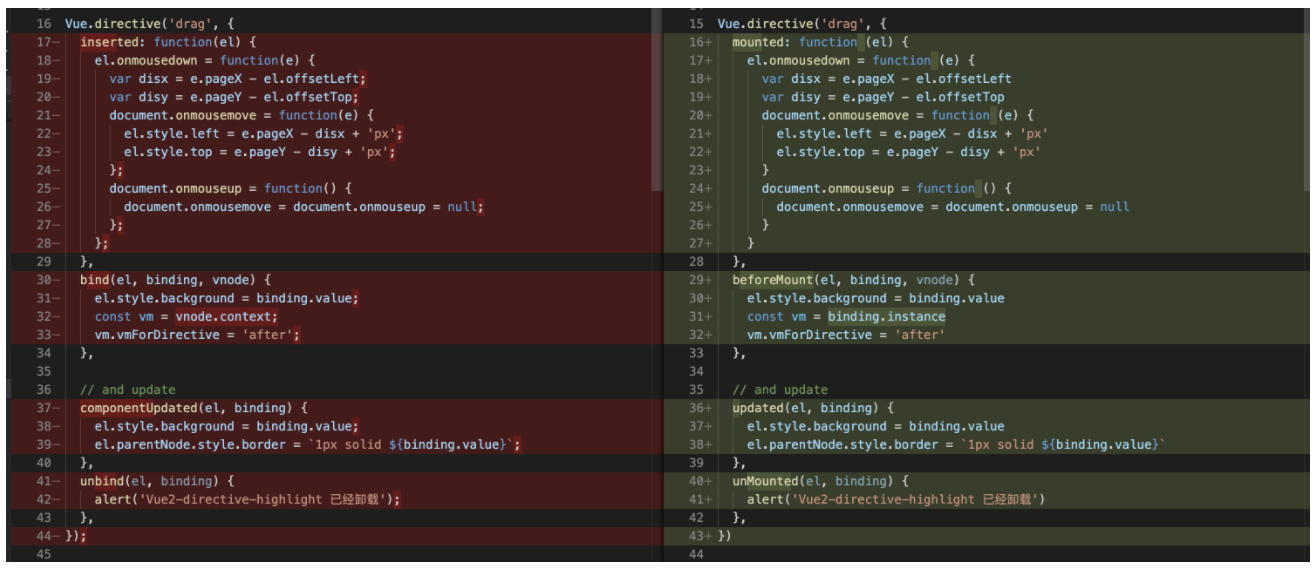 15
16 Vue.directive('drag', {
17− inserted: function(el) {
18− el.onmousedown = function(e) {
19− var disx = e.pageX - el.offsetLeft;
20− var disy = e.pageY - el.offsetTop;
21− document.onmousemove = function(e) {
22− el.style.left = e.pageX - disx + 'px';
23− el.style.top = e.pageY - disy + 'px';
24− };
25− document.onmouseup = function() {
26− document.onmousemove = document.onmouseup = null;
27− };
28− };
29 },
30− bind(el, binding, vnode) {
31− el.style.background = binding.value;
32− const vm = vnode.context;
33− vm.vmForDirective = 'after';
34 },
35
36 // and update
37− componentUpdated(el, binding) {
38− el.style.background = binding.value;
39− el.parentNode.style.border = `1px solid ${binding.value}`;
40 },
41− unbind(el, binding) {
42− alert('Vue2-directive-highlight 已经卸载');
43 },
44− });
45
14
15 Vue.directive('drag', {
16+ mounted: function (el) {
17+ el.onmousedown = function (e) {
18+ var disx = e.pageX - el.offsetLeft
19+ var disy = e.pageY - el.offsetTop
20+ document.onmousemove = function (e) {
21+ el.style.left = e.pageX - disx + 'px'
22+ el.style.top = e.pageY - disy + 'px'
23+ }
24+ document.onmouseup = function () {
25+ document.onmousemove = document.onmouseup = null
26+ }
27+ }
28 },
29+ beforeMount(el, binding, vnode) {
30+ el.style.background = binding.value
31+ const vm = binding.instance
32+ vm.vmForDirective = 'after'
33 },
34
35 // and update
36+ updated(el, binding) {
37+ el.style.background = binding.value
38+ el.parentNode.style.border = `1px solid ${binding.value}`
39 },
40+ unMounted(el, binding) {
41+ alert('Vue2-directive-highlight 已经卸载')
42 },
43+ })
44